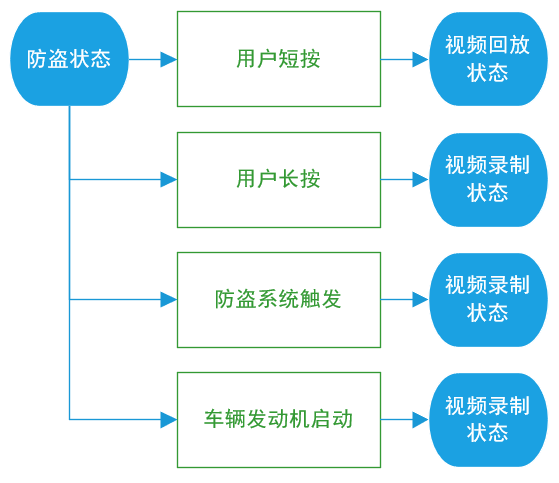 防盗状态
用户短按
视频回放
状态
用户长按
视频录制
状态
防盗系统触发
视频录制
状态
车辆发动机启动
视频录制
状态